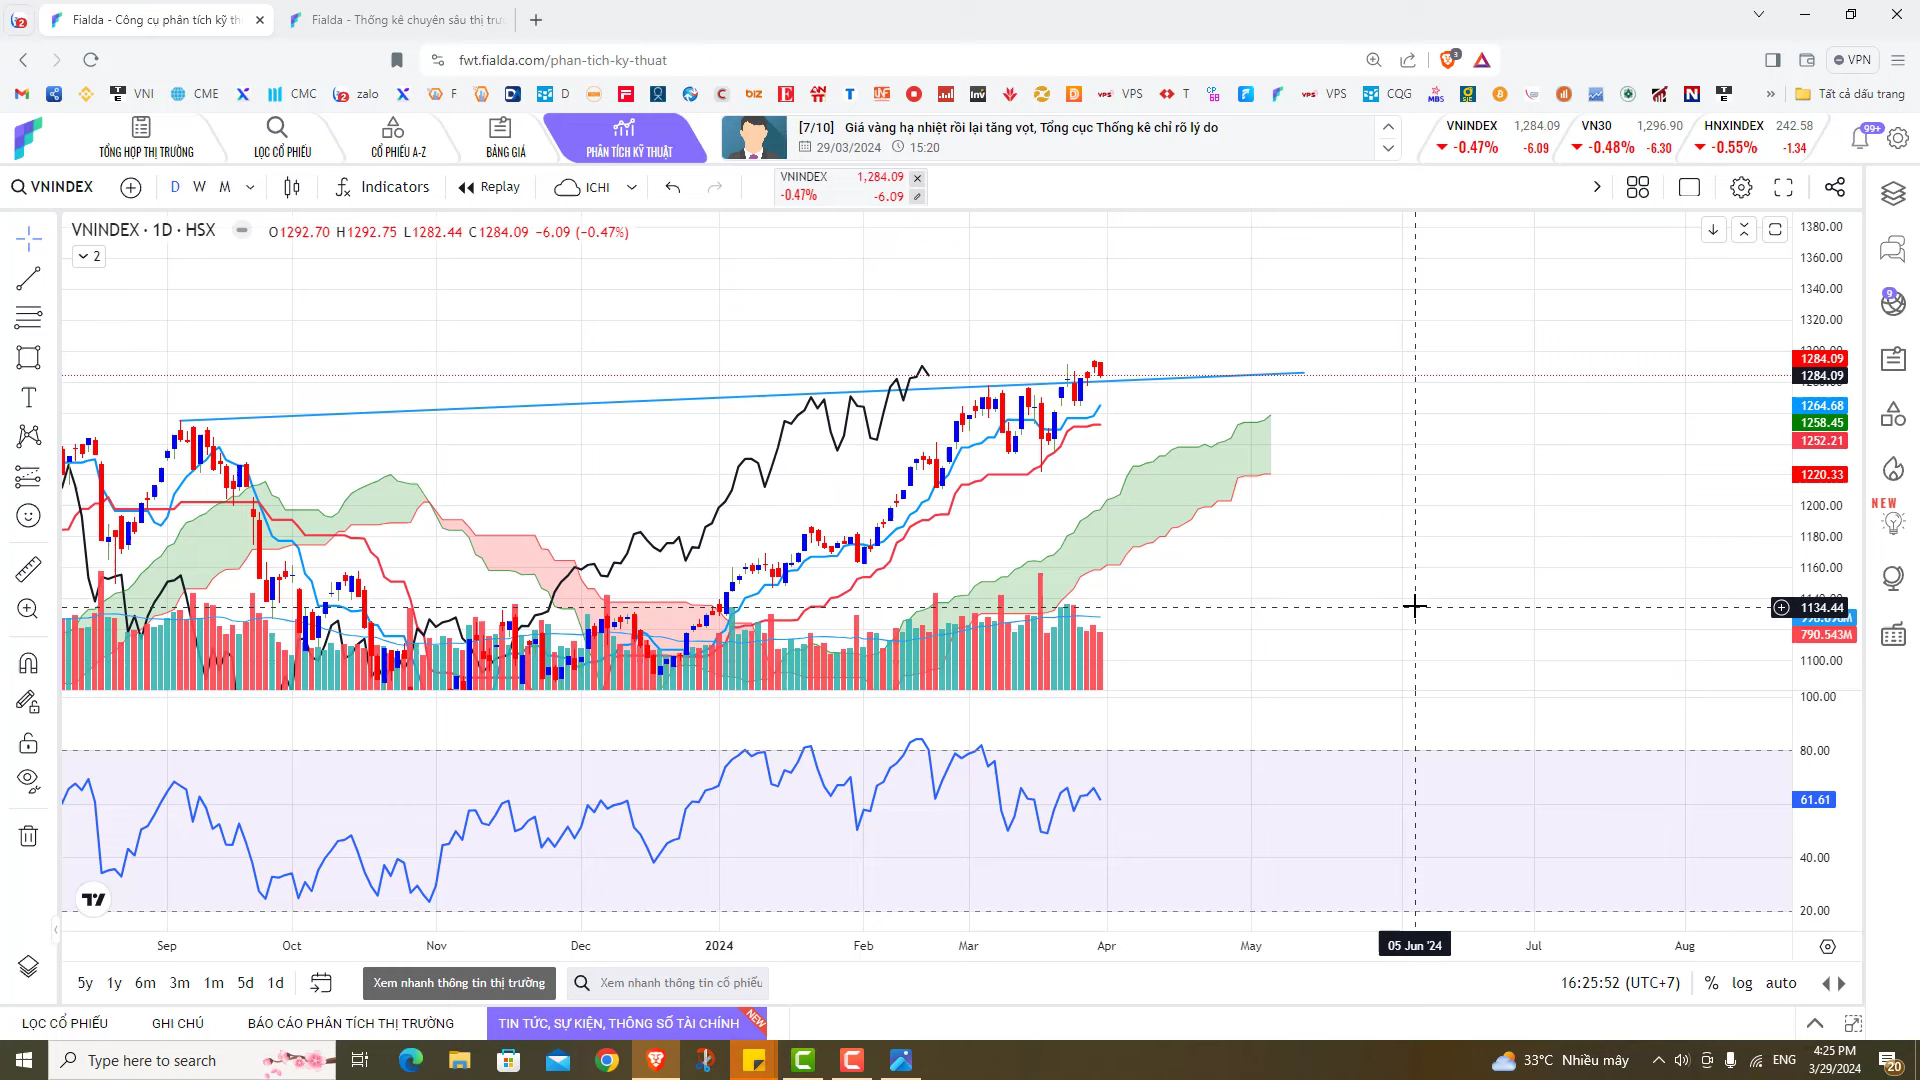 Fialda - Công cụ phân tích kỹ th
Fialda - Thống kê chuyên sâu thị trư
fwt.fialda.com/phan-tich-ky-thuat
3
VPN
VNI
CME
CMC
zalo
F
D
VPS
T
VPS
CQG
Tất cả dấu trang
TỔNG HỢP THỊ TRƯỜNG
LỌC CỔ PHIẾU
CỔ PHIẾU A-Z
BẢNG GIÁ
PHÂN TÍCH KỸ THUẬT
[7/10] Giá vàng hạ nhiệt rồi lại tăng vọt, Tổng cục Thống kê chỉ rõ lý do
29/03/2024 15:20
VNINDEX 1,284.09
-0.47% -6.09
VN30 1,296.90
-0.48% -6.30
HNXINDEX 242.58
-0.55% -1.34
99+
VNINDEX
D W M
Indicators
Replay
ICHI
VNINDEX 1,284.09
-0.47% -6.09
VNINDEX · 1D · HSX
O1292.70 H1292.75 L1282.44 C1284.09 -6.09 (-0.47%)
2
1380.00
1360.00
1340.00
1320.00
1284.09
1284.09
1264.68
1258.45
1252.21
1220.33
1200.00
1180.00
1160.00
1134.44
790.543M
1100.00
100.00
80.00
61.61
40.00
20.00
9
NEW
Sep Oct Nov Dec 2024 Feb Mar Apr May 05 Jun '24 Jul Aug
5y 1y 6m 3m 1m 5d 1d
Xem nhanh thông tin thị trường
Xem nhanh thông tin cổ phiếu
16:25:52 (UTC+7)
% log auto
LỌC CỔ PHIẾU
GHI CHÚ
BÁO CÁO PHÂN TÍCH THỊ TRƯỜNG
TIN TỨC, SỰ KIỆN, THÔNG SỐ TÀI CHÍNH
NEW
Type here to search
33°C Nhiều mây
ENG
4:25 PM
3/29/2024
20